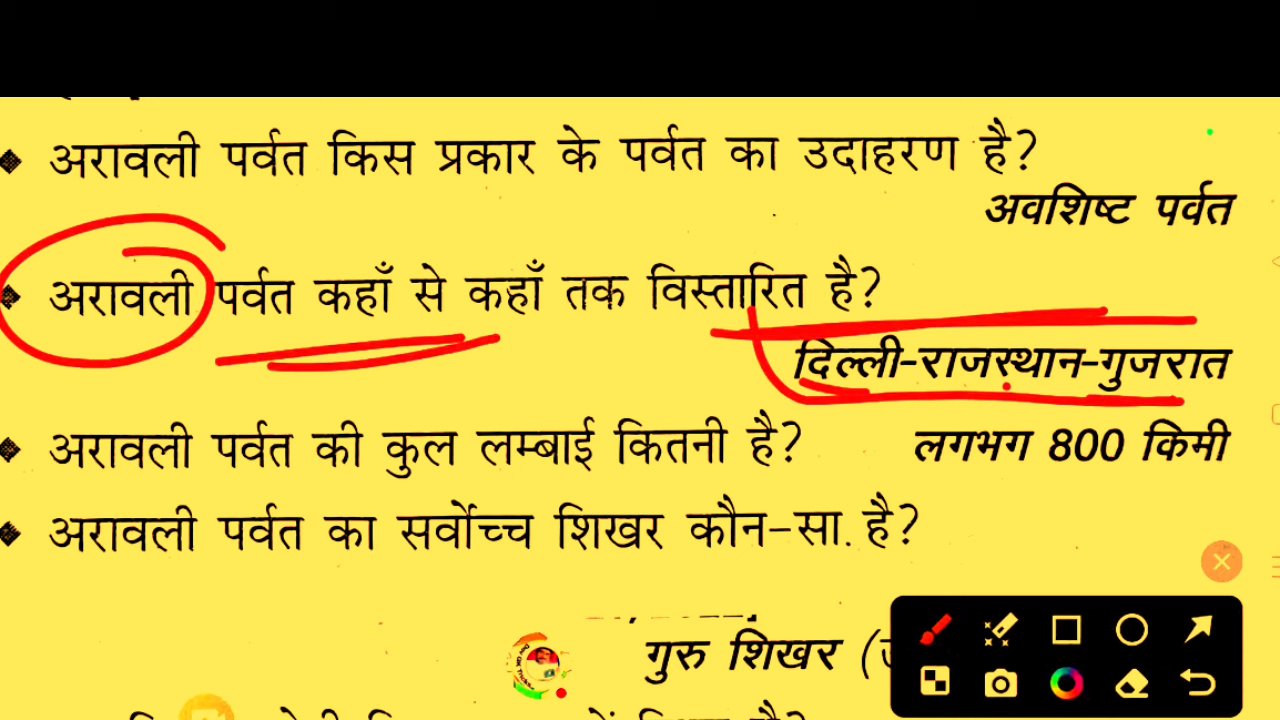 अरावली पर्वत किस प्रकार के पर्वत का उदाहरण है?
अवशिष्ट पर्वत
अरावली पर्वत कहाँ से कहाँ तक विस्तारित है?
दिल्ली-राजस्थान-गुजरात
अरावली पर्वत की कुल लम्बाई कितनी है? लगभग 800 किमी
अरावली पर्वत का सर्वोच्च शिखर कौन-सा. है?
गुरु शिखर (